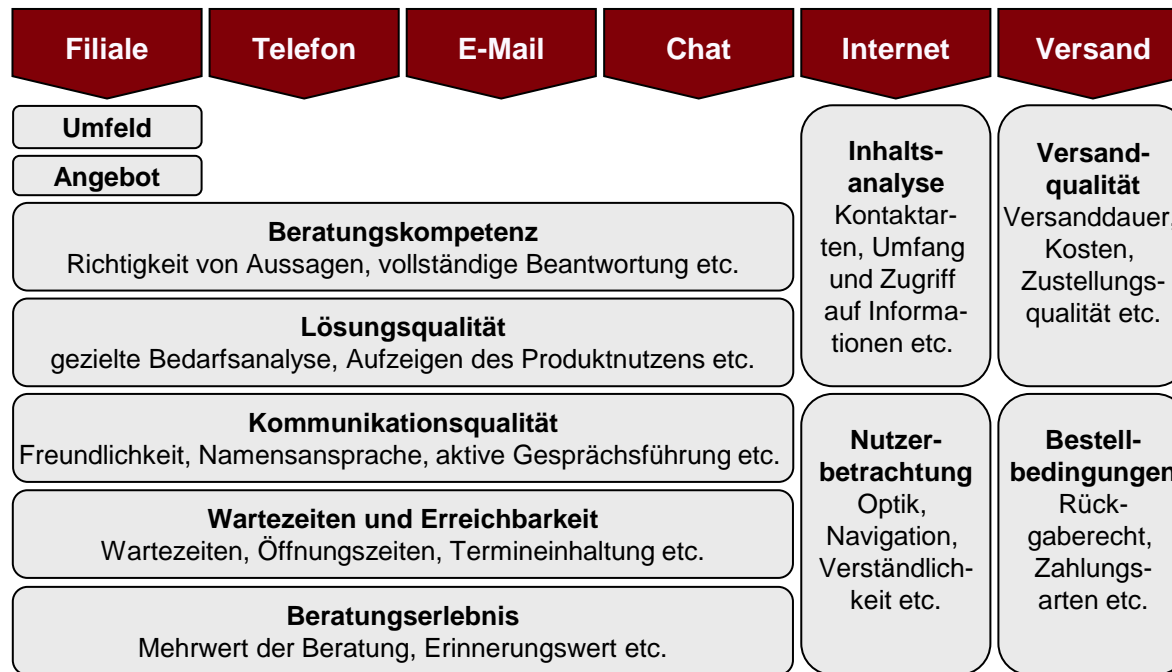 Filiale
Telefon
E-Mail
Chat
Internet
Versand
Umfeld
Angebot
Beratungskompetenz
Richtigkeit von Aussagen, vollständige Beantwortung etc.
Lösungsqualität
gezielte Bedarfsanalyse, Aufzeigen des Produktnutzens etc.
Kommunikationsqualität
Freundlichkeit, Namensansprache, aktive Gesprächsführung etc.
Wartezeiten und Erreichbarkeit
Wartezeiten, Öffnungszeiten, Termineinhaltung etc.
Beratungserlebnis
Mehrwert der Beratung, Erinnerungswert etc.
Inhalts-
analyse
Kontaktar-
ten, Umfang
und Zugriff
auf Informa-
tionen etc.
Nutzer-
betrachtung
Optik,
Navigation,
Verständlich-
keit etc.
Versand-
qualität
Versanddauer,
Kosten,
Zustellungs-
qualität etc.
Bestell-
bedingungen
Rück-
gaberecht,
Zahlungs-
arten etc.